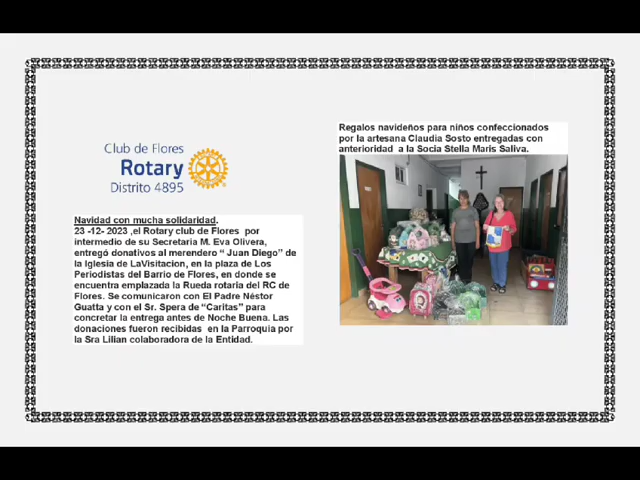 Club de Flores
Rotary
Distrito 4895
Navidad con mucha solidaridad.
23 -12- 2023 ,el Rotary club de Flores por
intermedio de su Secretaria M. Eva Olivera,
entregó donativos al merendero “ Juan Diego” de
la Iglesia de LaVisitacion, en la plaza de Los
Periodistas del Barrio de Flores, en donde se
encuentra emplazada la Rueda rotaria del RC de
Flores. Se comunicaron con El Padre Néstor
Guatta y con el Sr. Spera de “Caritas” para
concretar la entrega antes de Noche Buena. Las
donaciones fueron recibidas en la Parroquia por
la Sra Lilian colaboradora de la Entidad.
Regalos navideños para niños confeccionados
por la artesana Claudia Sosto entregadas con
anterioridad a la Socia Stella Maris Saliva.